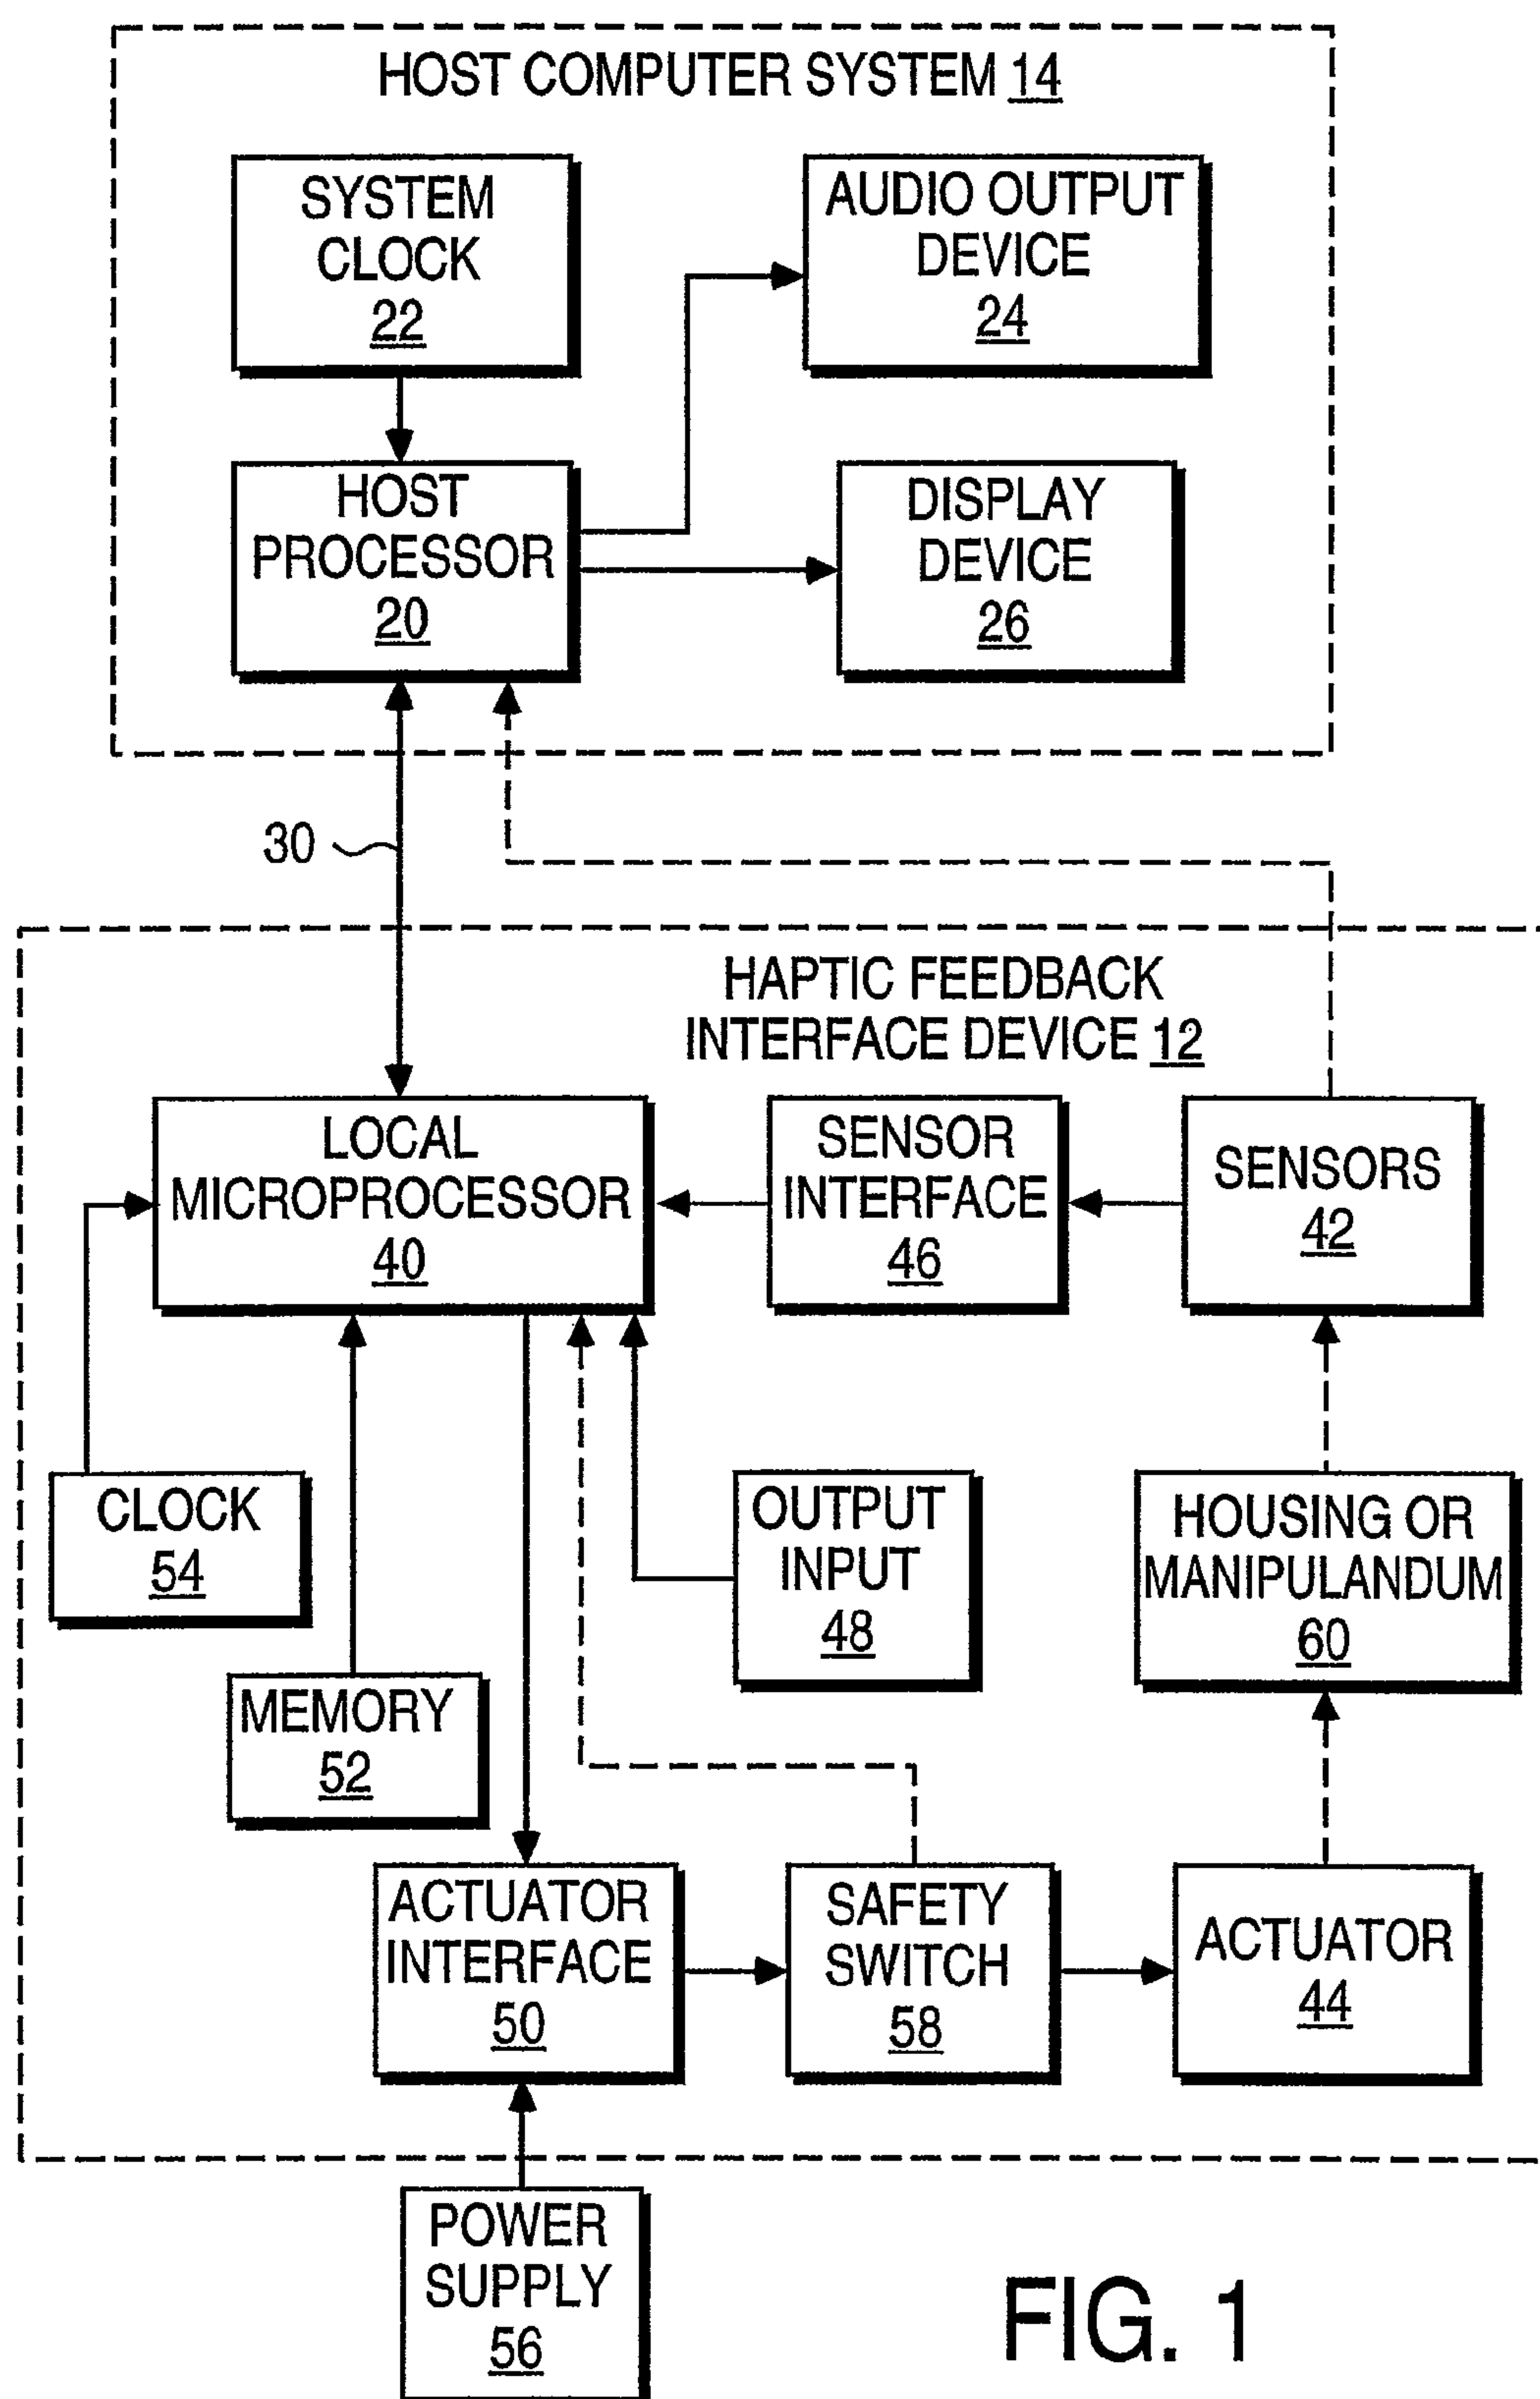 HOST COMPUTER SYSTEM 14
SYSTEM
CLOCK
22
AUDIO OUTPUT
DEVICE
24
HOST
PROCESSOR
20
DISPLAY
DEVICE
26
30
HAPTIC FEEDBACK
INTERFACE DEVICE 12
LOCAL
MICROPROCESSOR
40
SENSOR
INTERFACE
46
SENSORS
42
CLOCK
54
OUTPUT
INPUT
48
HOUSING OR
MANIPULANDUM
60
MEMORY
52
ACTUATOR
INTERFACE
50
SAFETY
SWITCH
58
ACTUATOR
44
POWER
SUPPLY
56
FIG. 1